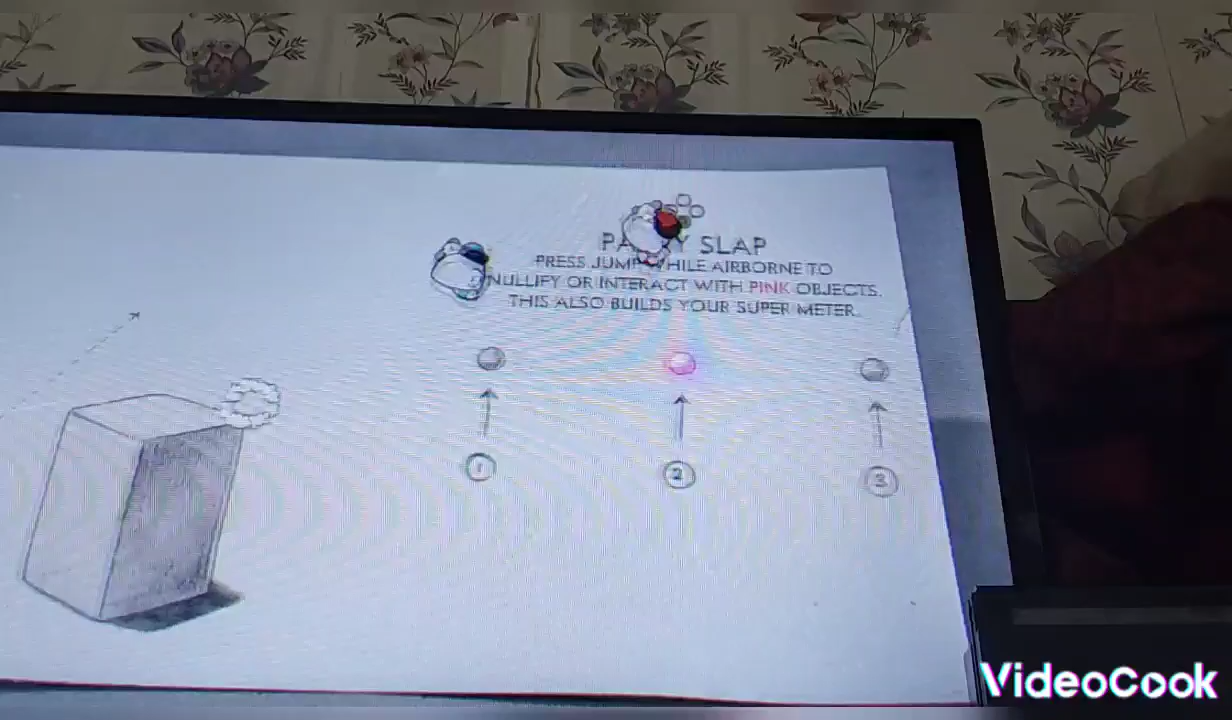 PARRY SLAP
PRESS JUMP WHILE AIRBORNE TO
NULLIFY OR INTERACT WITH PINK OBJECTS.
THIS ALSO BUILDS YOUR SUPER METER.
1 2 3
VideoCook